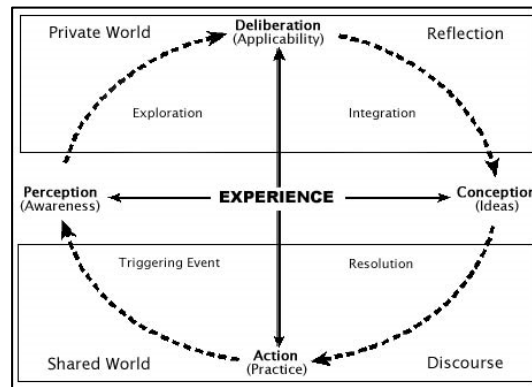 Private World
Deliberation
(Applicability)
Reflection
Exploration
Integration
Perception
(Awareness)
EXPERIENCE
Conception
(Ideas)
Triggering Event
Resolution
Shared World
Action
(Practice)
Discourse